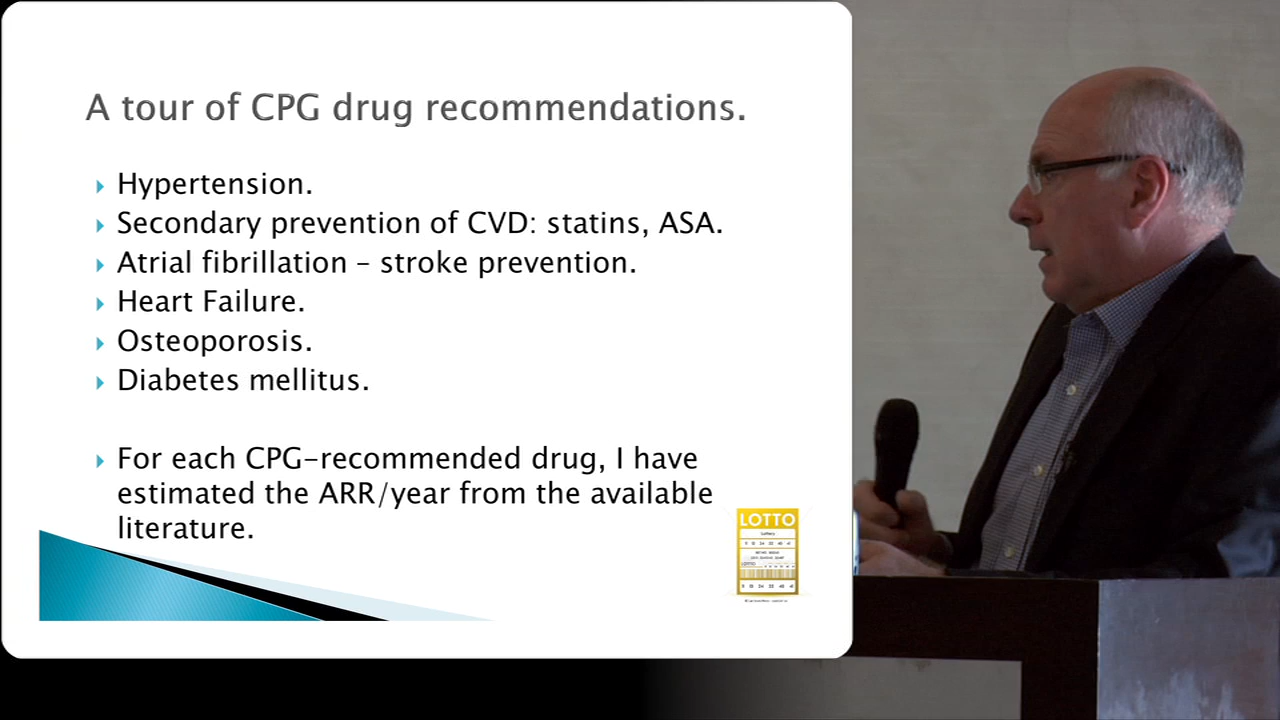 A tour of CPG drug recommendations.
Hypertension.
Secondary prevention of CVD: statins, ASA.
Atrial fibrillation – stroke prevention.
Heart Failure.
Osteoporosis.
Diabetes mellitus.
For each CPG-recommended drug, I have
estimated the ARR/year from the available
literature.
LOTTO
Lottery